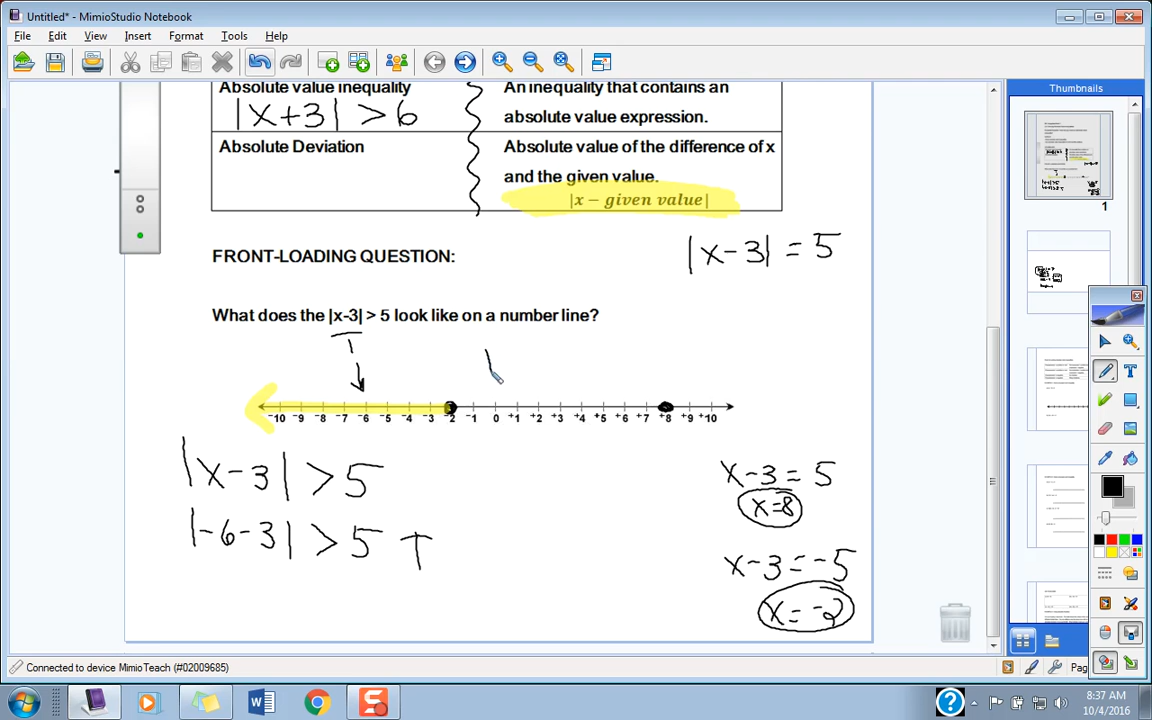 Untitled* - MimioStudio Notebook
File Edit View Insert Format Tools Help
Thumbnails
Absolute value inequality
|x+3| > 6
An inequality that contains an
absolute value expression.
Absolute Deviation
Absolute value of the difference of x
and the given value.
|x − given value|
FRONT-LOADING QUESTION:
|x-3| = 5
What does the |x-3| > 5 look like on a number line?
T
-10 -9 -8 -7 -6 -5 -4 -3 -2 -1 0 +1 +2 +3 +4 +5 +6 +7 +8 +9 +10
|x-3| > 5
|-6-3| > 5 T
x-3=5
x=8
x-3=-5
x=-2
1
Connected to device MimioTeach (#02009685)
Pag
8:37 AM
10/4/2016